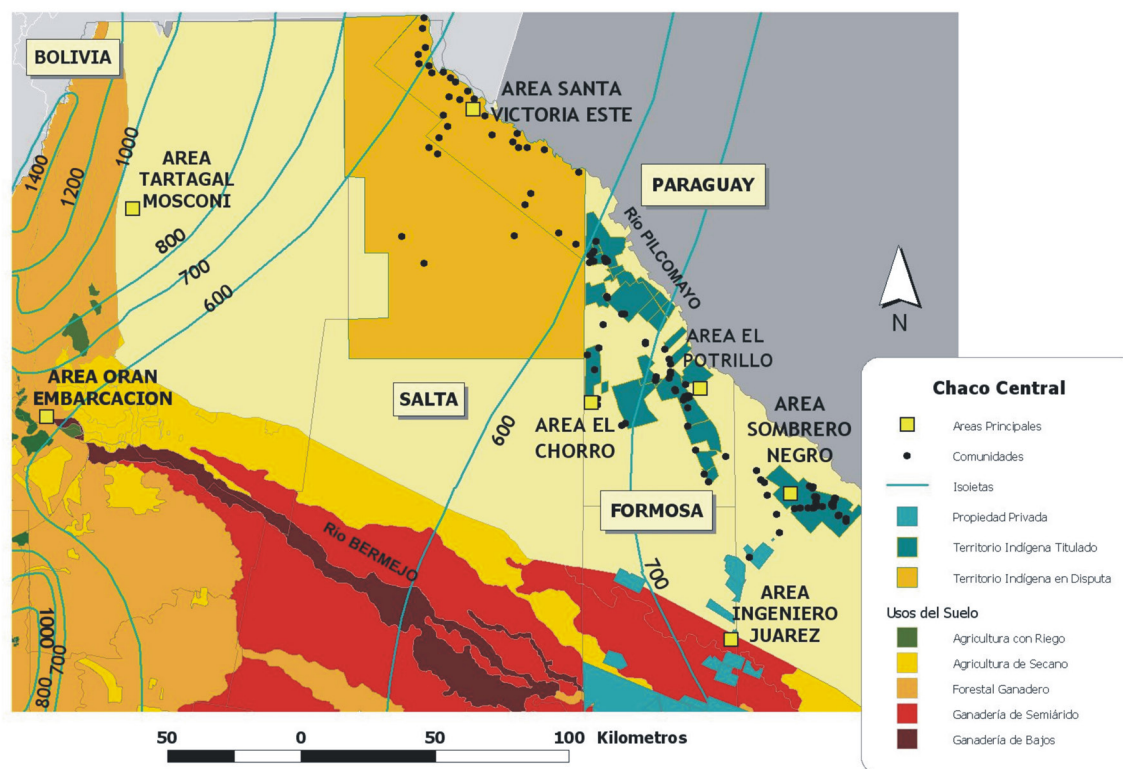 BOLIVIA
AREA SANTA
VICTORIA ESTE
1400
1200
1000
AREA
TARTAGAL
MOSCONI
PARAGUAY
800
700
600
Río PILCOMAYO
N
AREA EL
POTRILLO
AREA ORAN
EMBARCACION
SALTA
600
AREA EL
CHORRO
AREA
SOMBRERO
NEGRO
FORMOSA
Río BERMEJO
700
AREA
INGENIERO
JUAREZ
1000
700
800
50 0 50 100 Kilometros
Chaco Central
Areas Principales
Comunidades
Isoietas
Propiedad Privada
Territorio Indígena Titulado
Territorio Indígena en Disputa
Usos del Suelo
Agricultura con Riego
Agricultura de Secano
Forestal Ganadero
Ganadería de Semiárido
Ganadería de Bajos